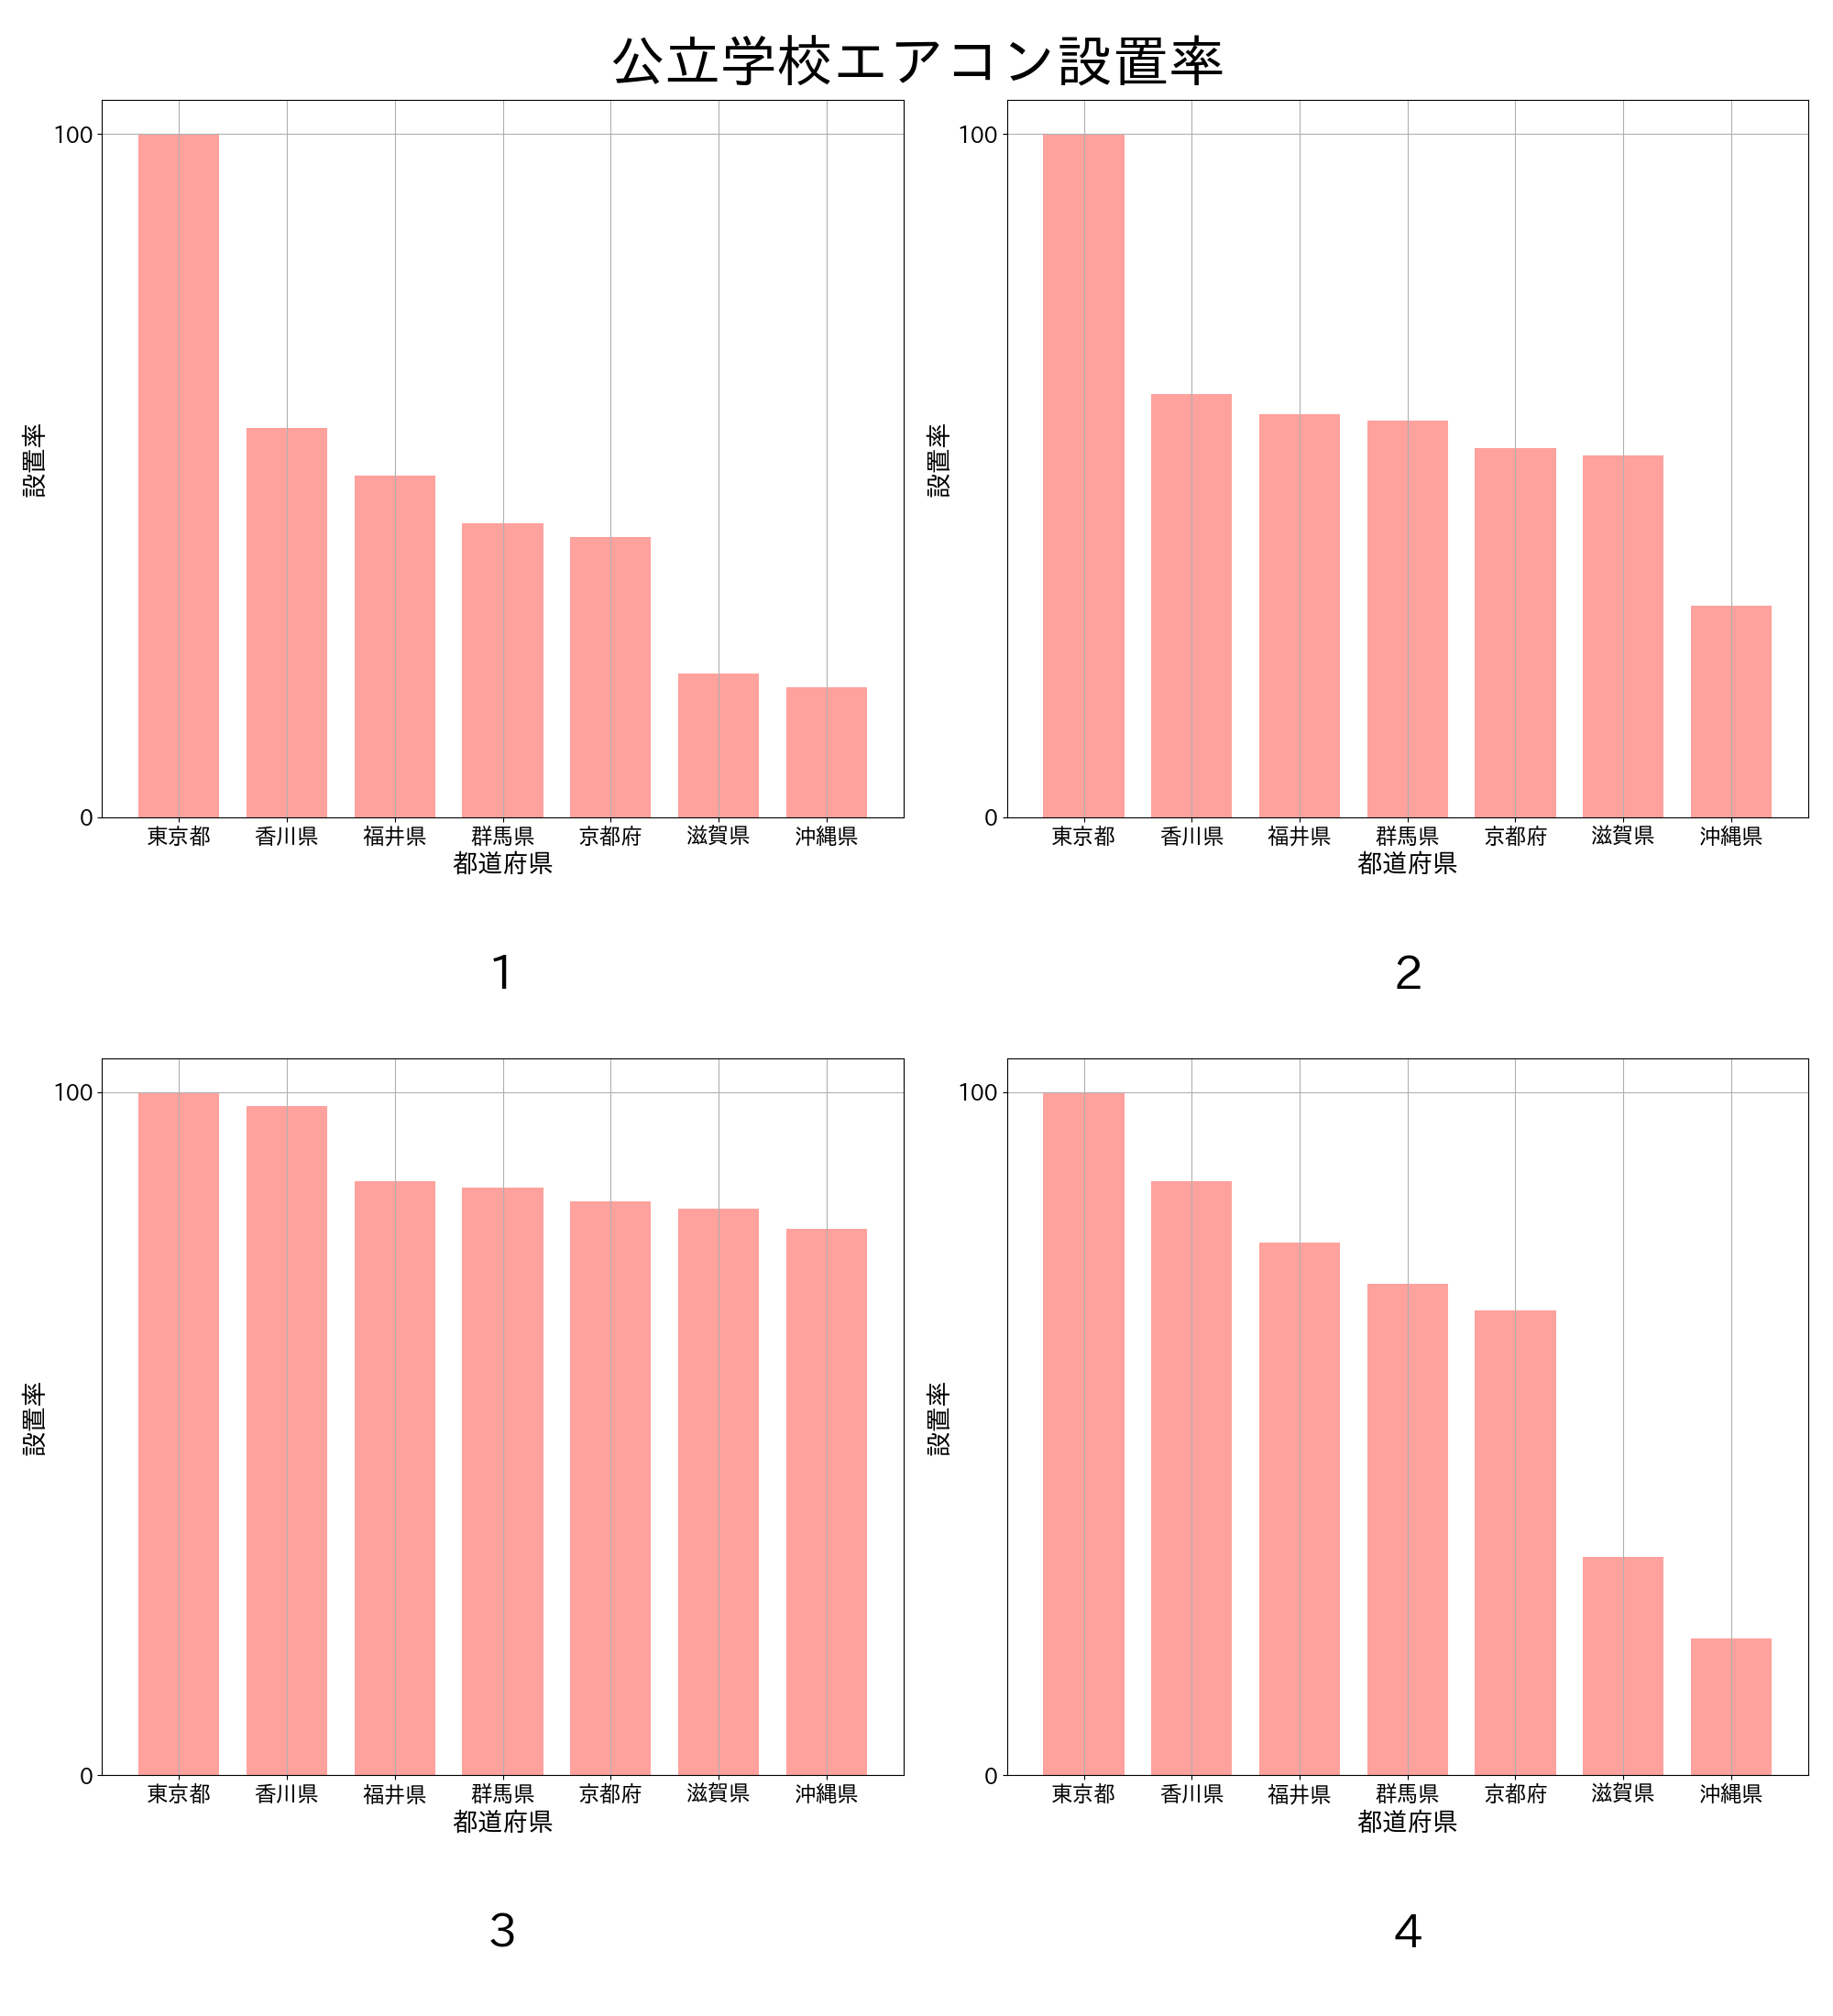 公立学校エアコン設置率
100
0
設置率
東京都 香川県 福井県 群馬県 京都府 滋賀県 沖縄県
都道府県
1
100
0
設置率
東京都 香川県 福井県 群馬県 京都府 滋賀県 沖縄県
都道府県
2
100
0
設置率
東京都 香川県 福井県 群馬県 京都府 滋賀県 沖縄県
都道府県
3
100
0
設置率
東京都 香川県 福井県 群馬県 京都府 滋賀県 沖縄県
都道府県
4